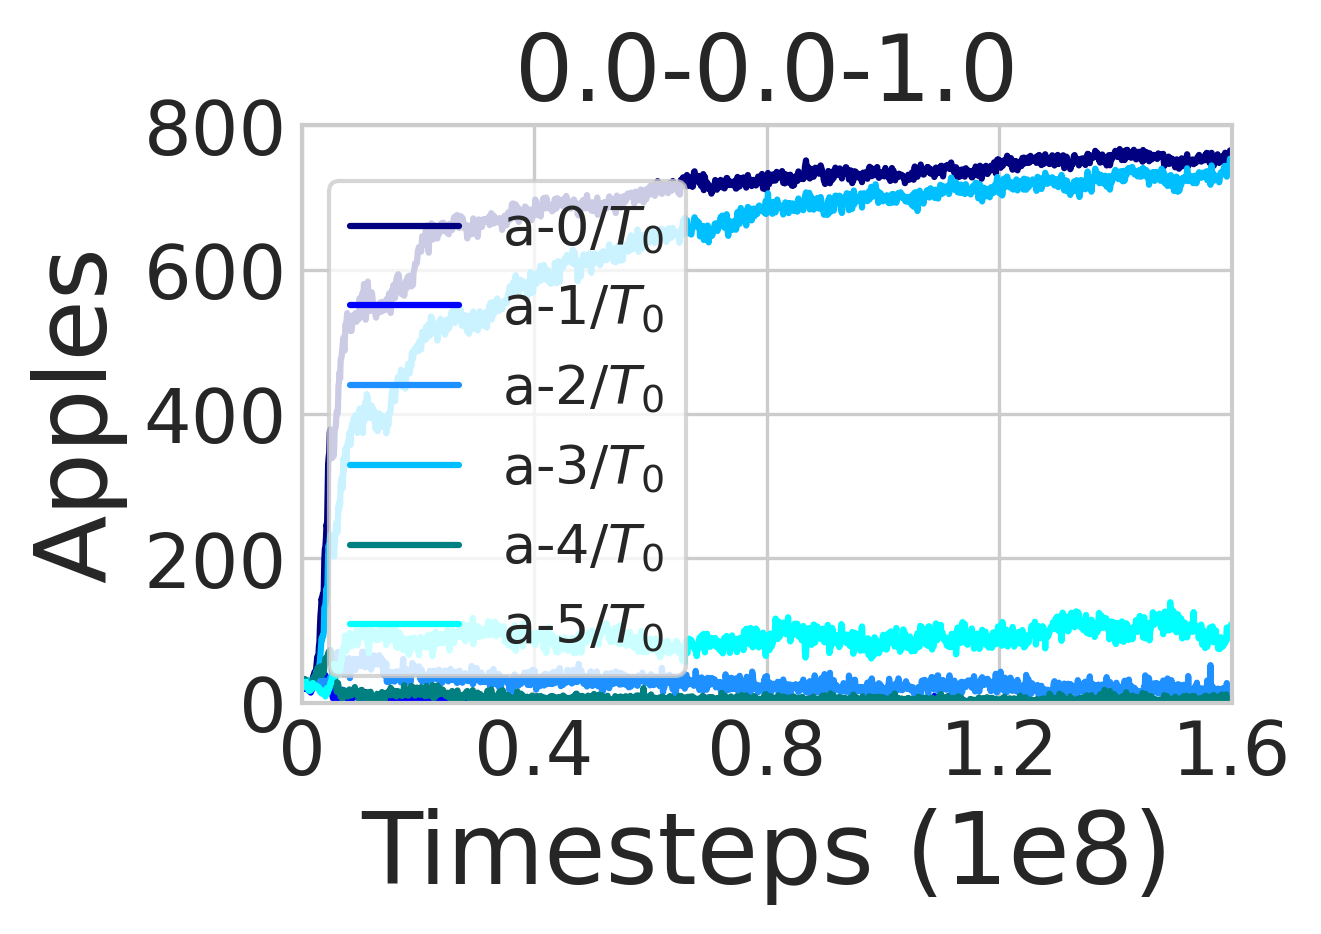 0.0-0.0-1.0
800
600
400
200
0
Apples
a-0/T₀
a-1/T₀
a-2/T₀
a-3/T₀
a-4/T₀
a-5/T₀
0 0.4 0.8 1.2 1.6
Timesteps (1e8)